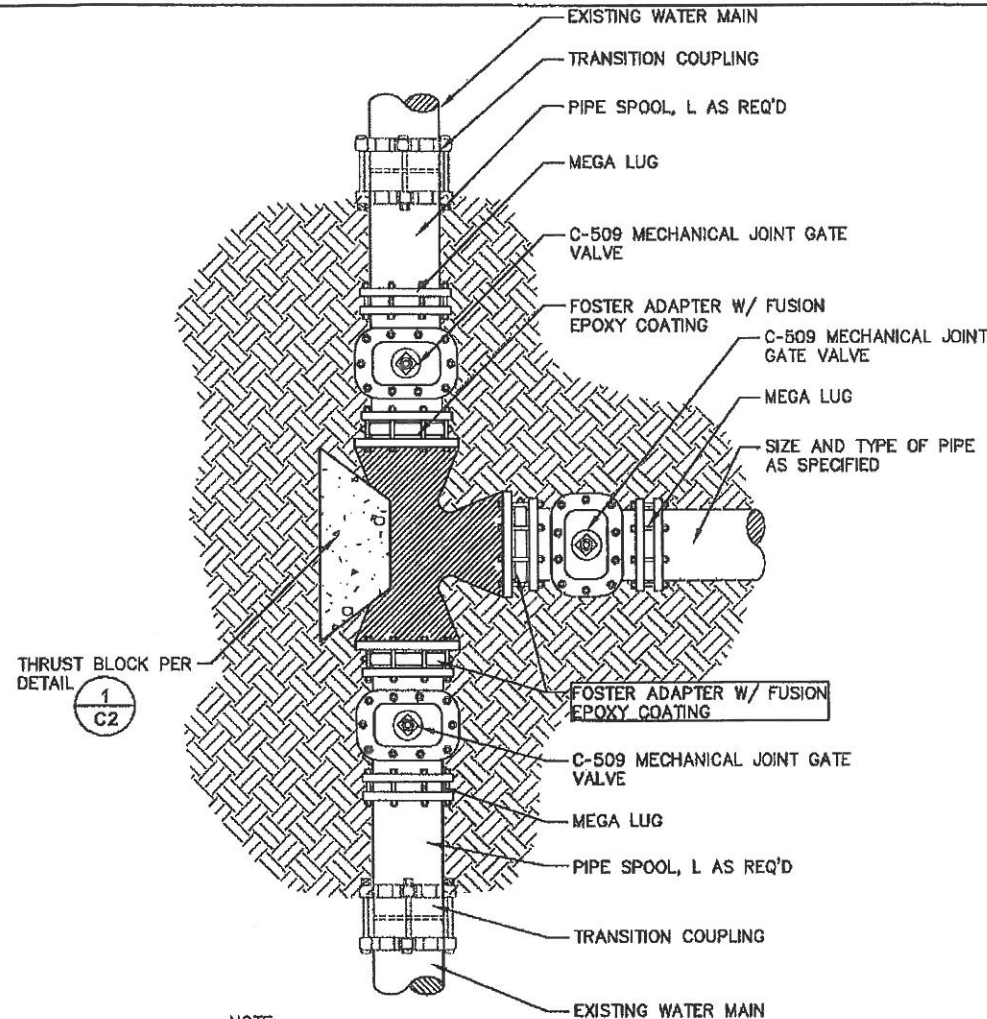 EXISTING WATER MAIN
TRANSITION COUPLING
PIPE SPOOL, L AS REQ'D
MEGA LUG
C-509 MECHANICAL JOINT GATE
VALVE
FOSTER ADAPTER W/ FUSION
EPOXY COATING
C-509 MECHANICAL JOINT
GATE VALVE
MEGA LUG
SIZE AND TYPE OF PIPE
AS SPECIFIED
THRUST BLOCK PER
DETAIL
1
C2
FOSTER ADAPTER W/ FUSION
EPOXY COATING
C-509 MECHANICAL JOINT GATE
VALVE
MEGA LUG
PIPE SPOOL, L AS REQ'D
TRANSITION COUPLING
EXISTING WATER MAIN
NOTE